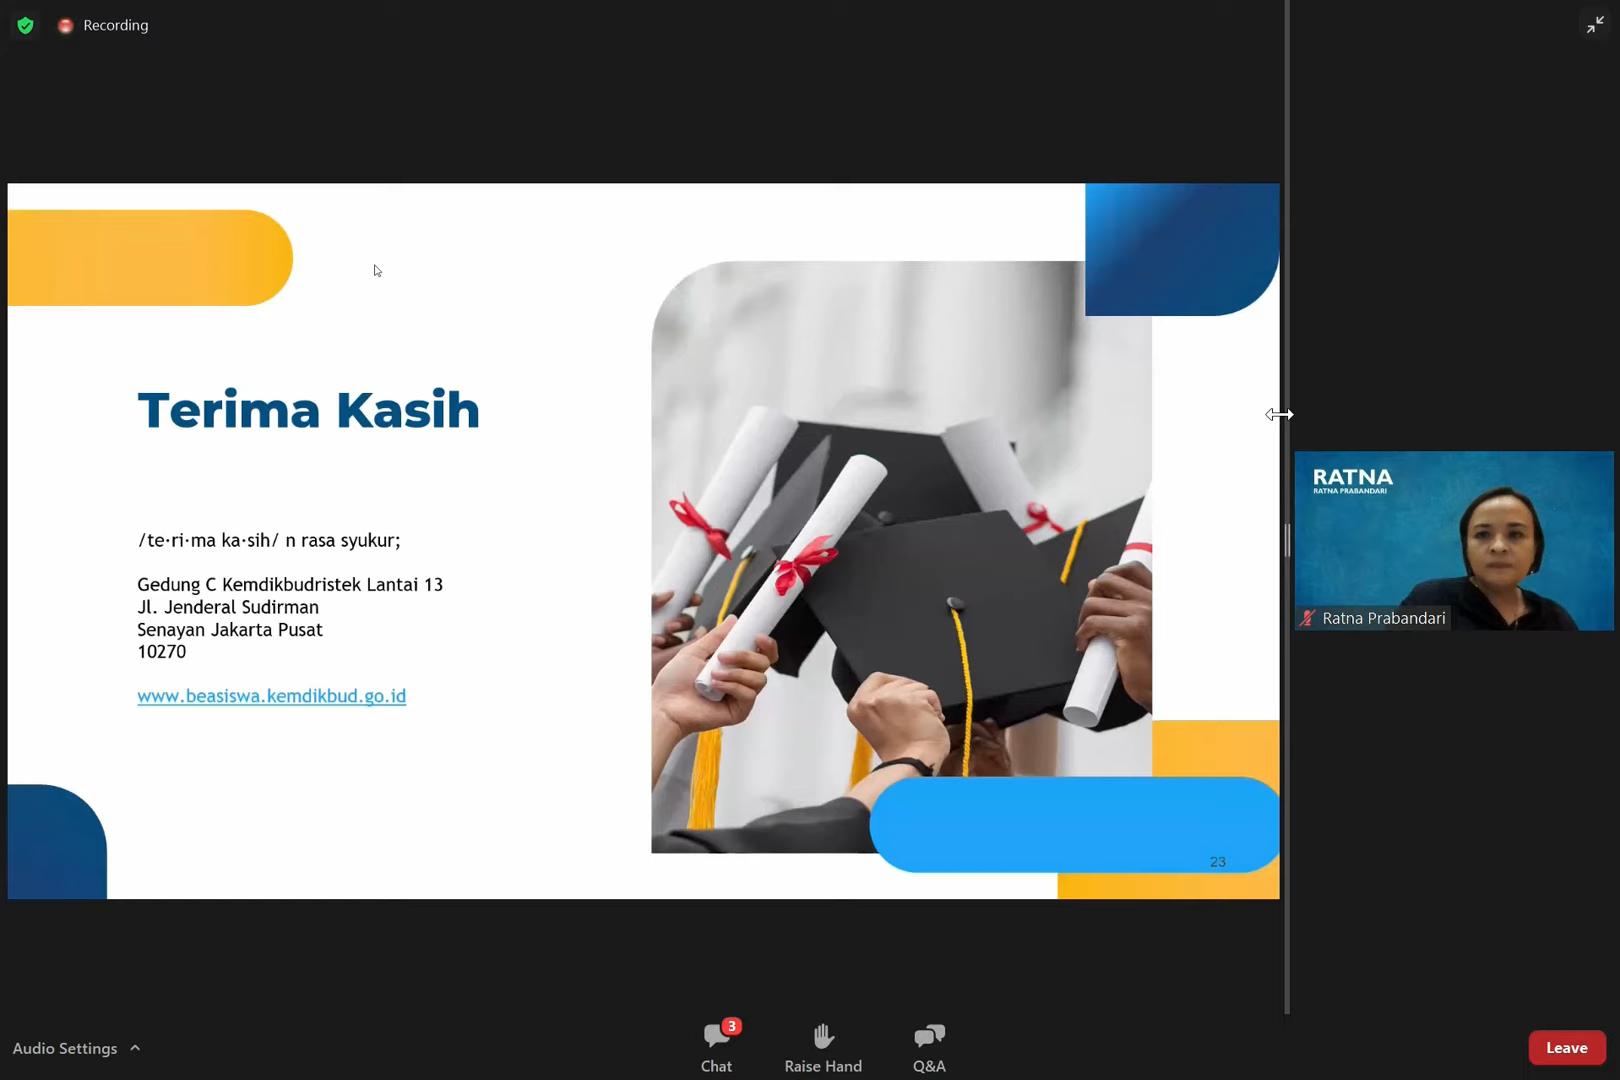 Recording
Terima Kasih
/te·ri·ma ka·sih/ n rasa syukur;
Gedung C Kemdikbudristek Lantai 13
Jl. Jenderal Sudirman
Senayan Jakarta Pusat
10270
www.beasiswa.kemdikbud.go.id
23
RATNA
RATNA PRABANDARI
Ratna Prabandari
Audio Settings
3
Chat
Raise Hand
Q&A
Leave